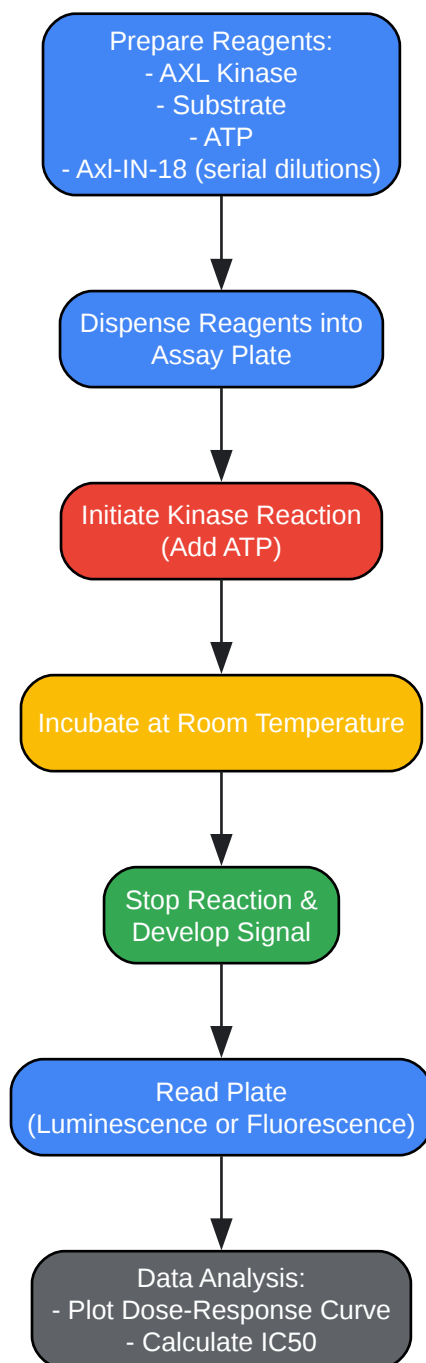 Prepare Reagents:
- AXL Kinase
- Substrate
- ATP
- Axl-IN-18 (serial dilutions)
Dispense Reagents into
Assay Plate
Initiate Kinase Reaction
(Add ATP)
Incubate at Room Temperature
Stop Reaction &
Develop Signal
Read Plate
(Luminescence or Fluorescence)
Data Analysis:
- Plot Dose-Response Curve
- Calculate IC50